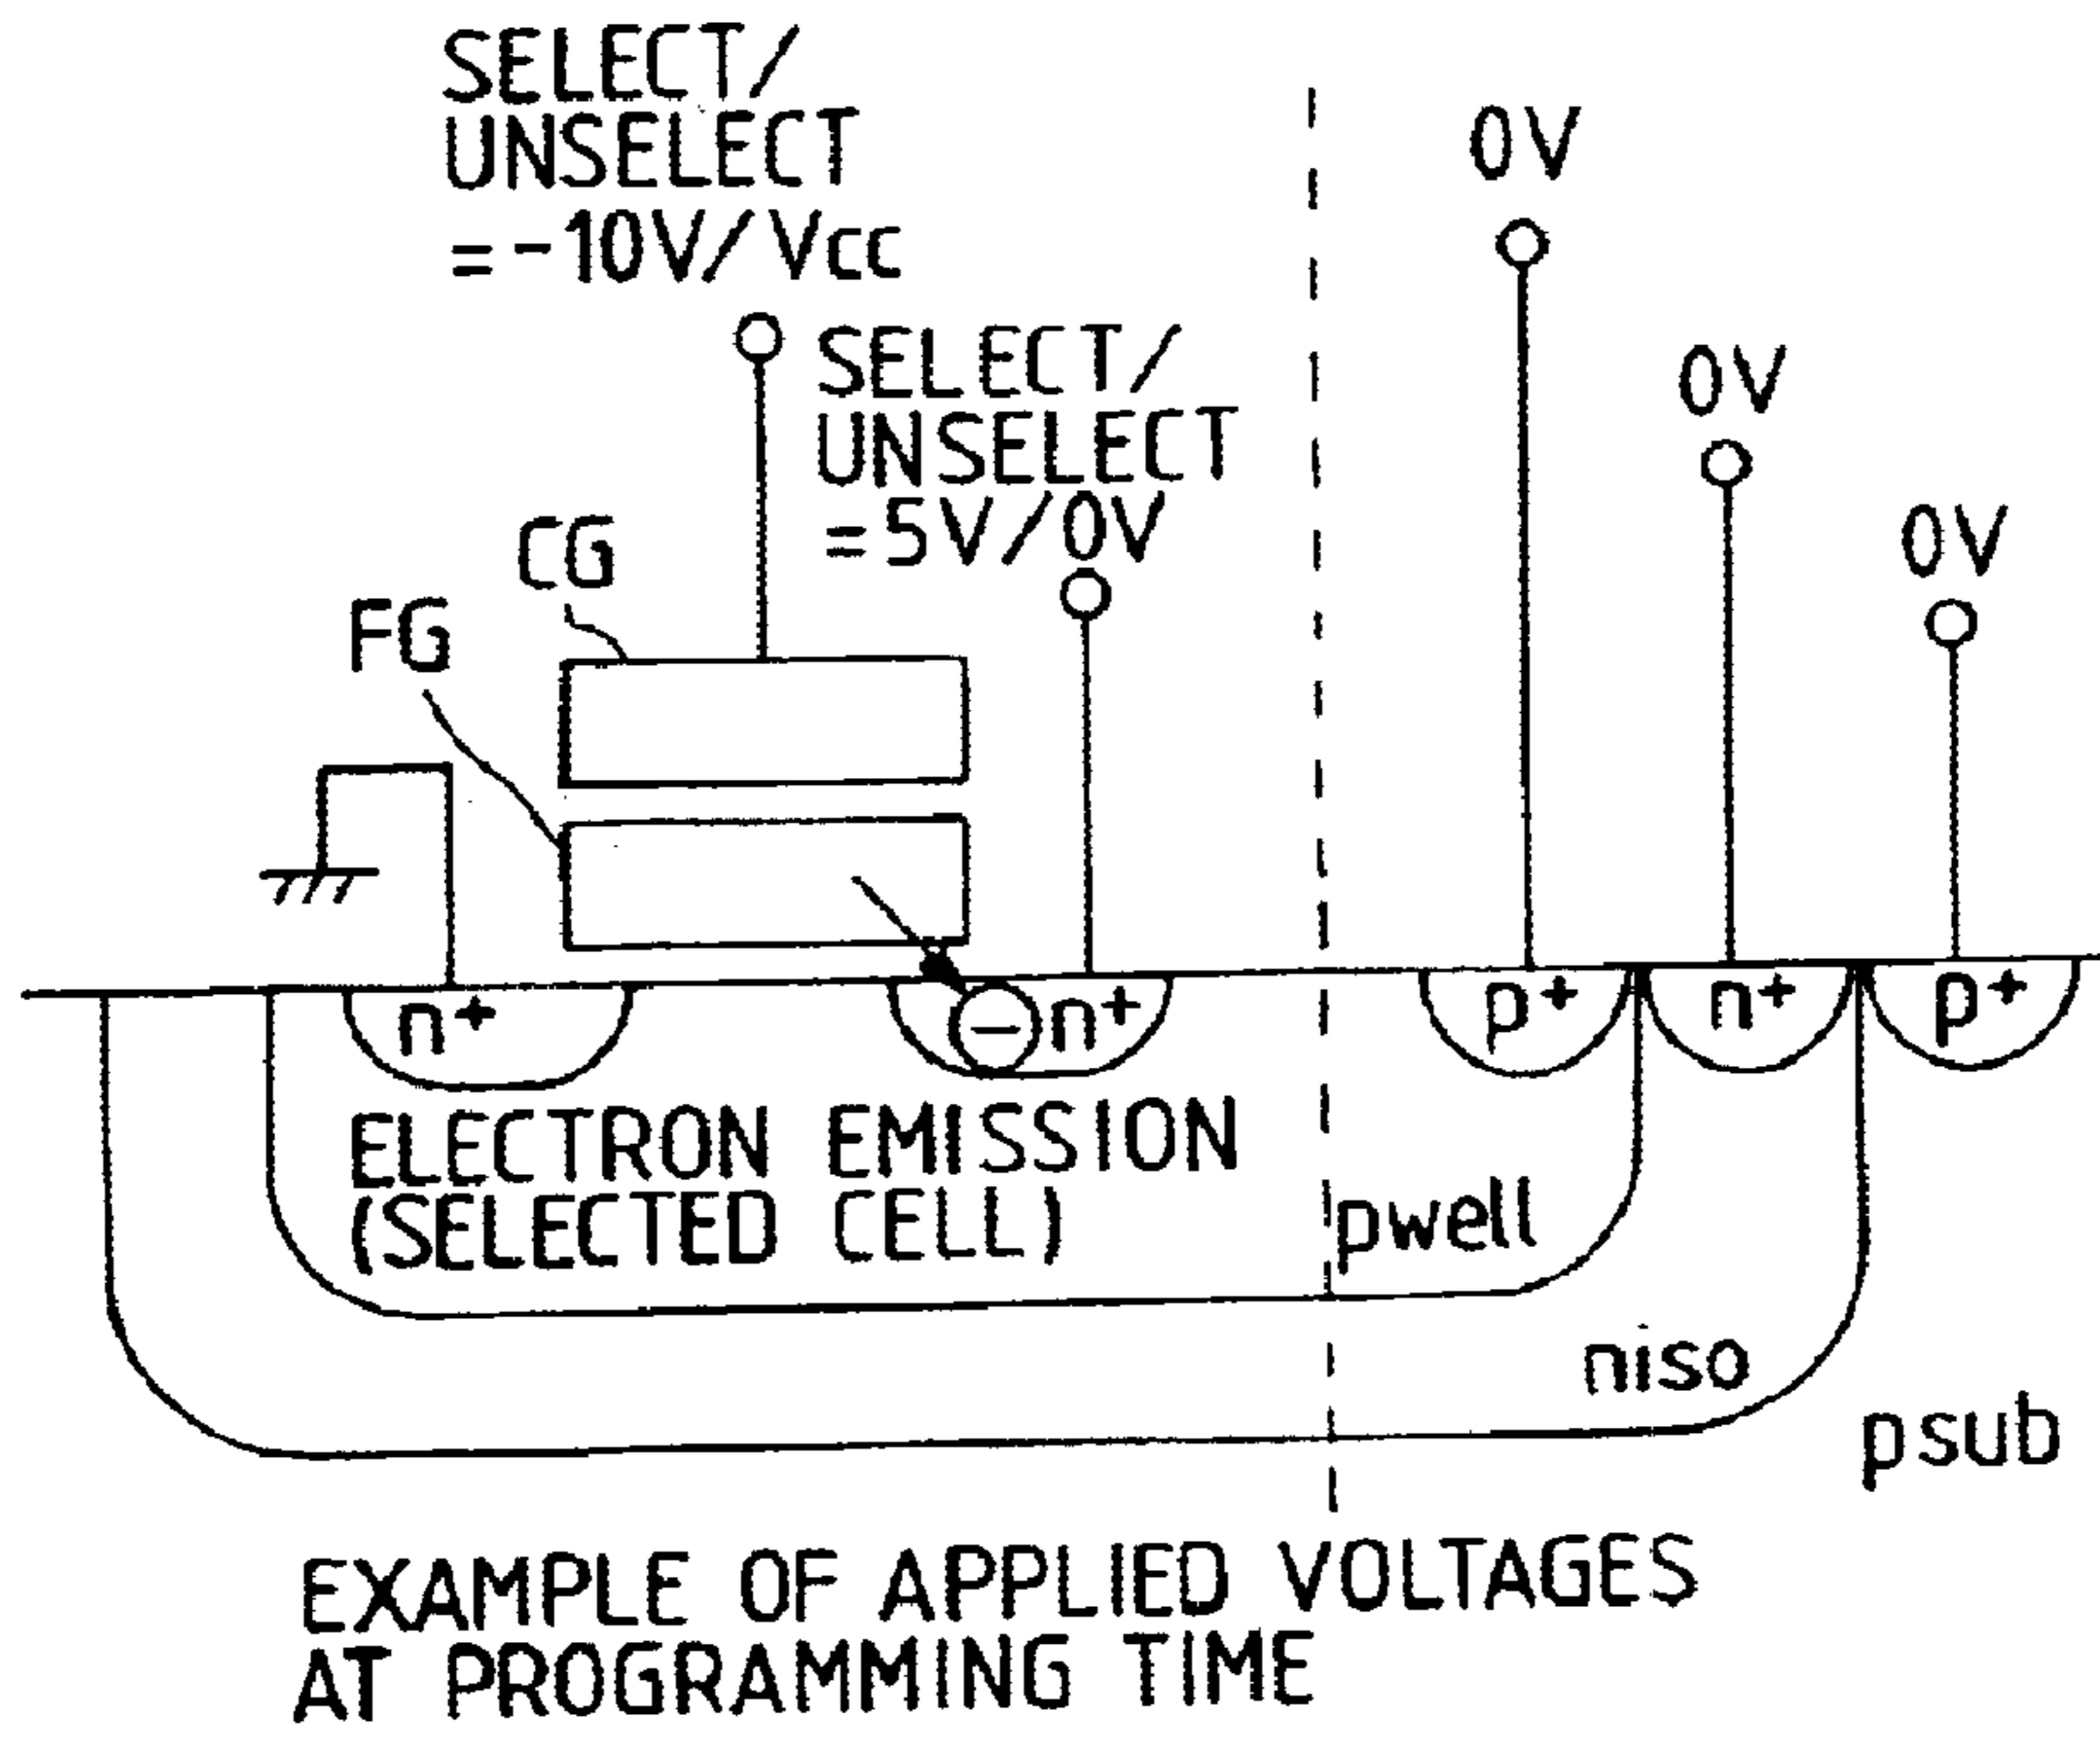 SELECT/
UNSELECT
=-10V/Vcc
SELECT/
UNSELECT
=5V/0V
CG
FG
0V
0V
0V
n+
− n+
p+
n+
p+
ELECTRON EMISSION
(SELECTED CELL)
pwell
niso
psub
EXAMPLE OF APPLIED VOLTAGES
AT PROGRAMMING TIME